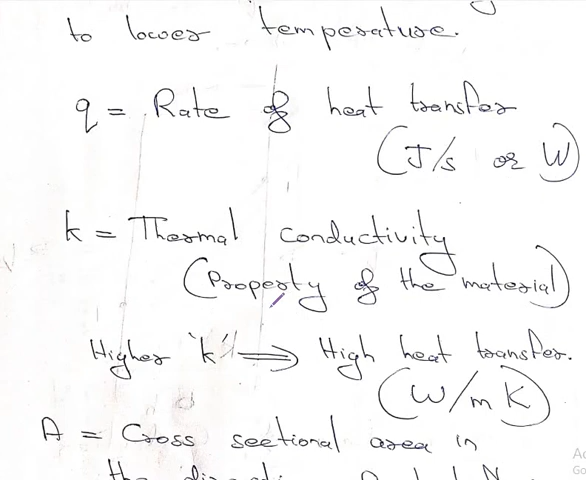 to lower temperature.
q = Rate of heat transfer
(J/s or W)
k = Thermal conductivity
(Property of the material)
Higher 'k' ⟹ High heat transfer.
(W/m K)
A = Cross sectional area in
the